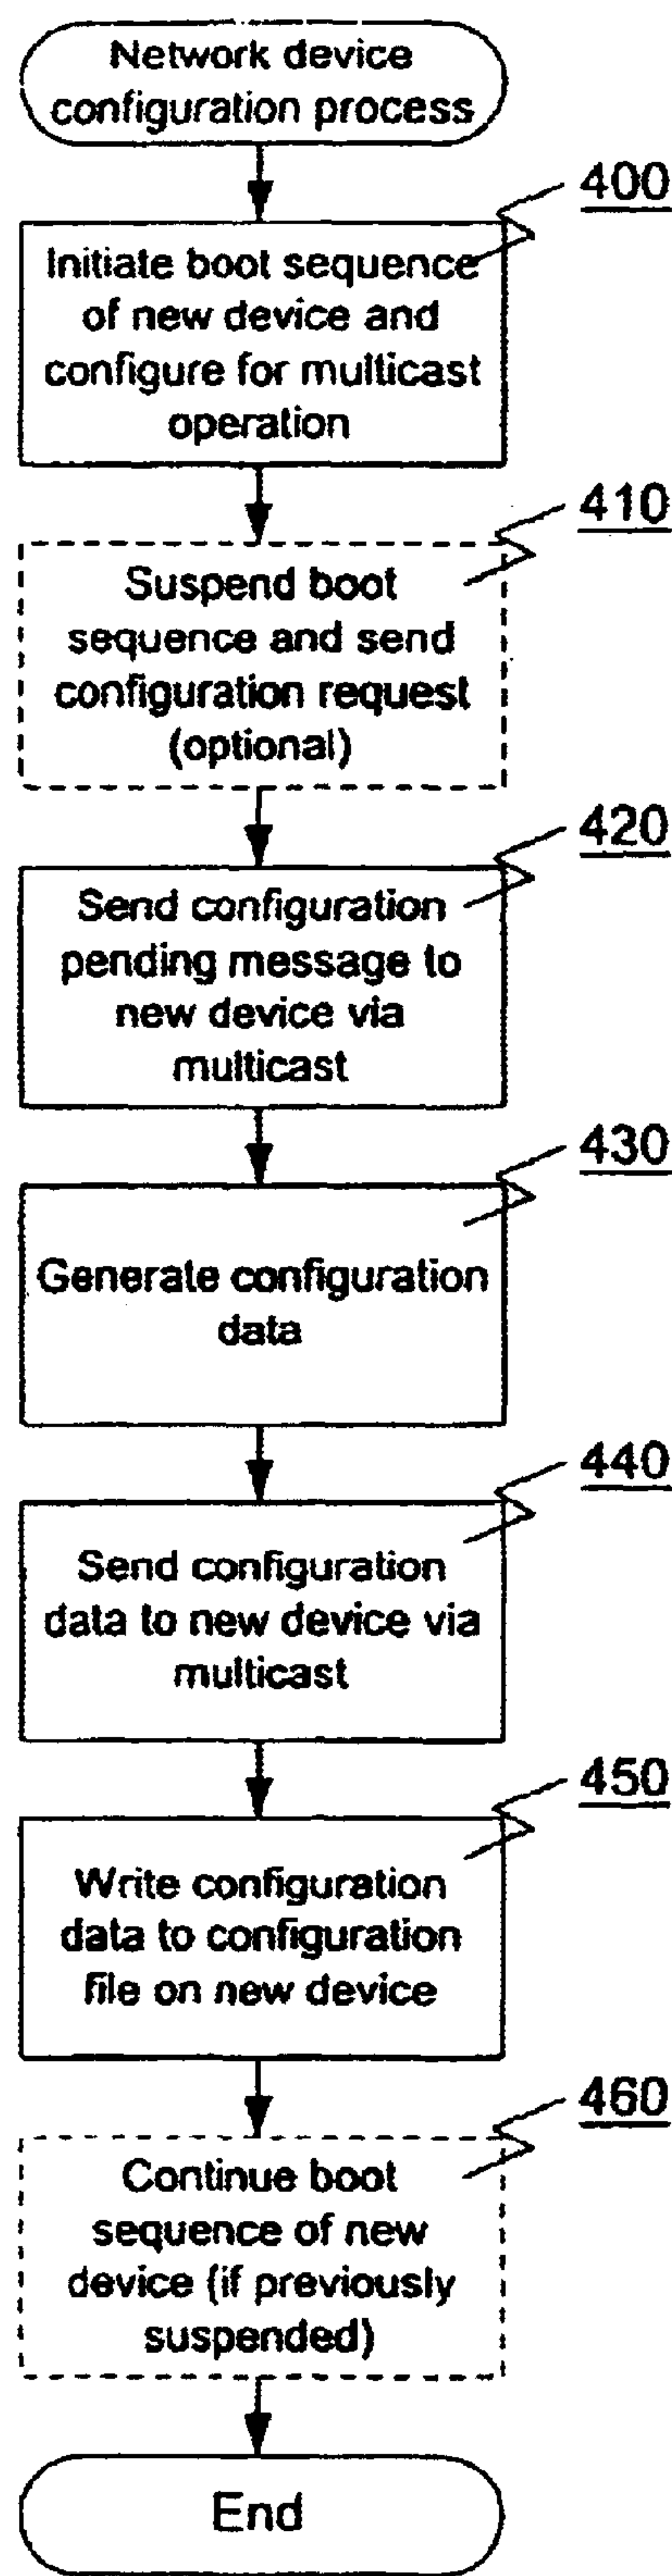 Network device
configuration process
400
Initiate boot sequence
of new device and
configure for multicast
operation
410
Suspend boot
sequence and send
configuration request
(optional)
420
Send configuration
pending message to
new device via
multicast
430
Generate configuration
data
440
Send configuration
data to new device via
multicast
450
Write configuration
data to configuration
file on new device
460
Continue boot
sequence of new
device (if previously
suspended)
End